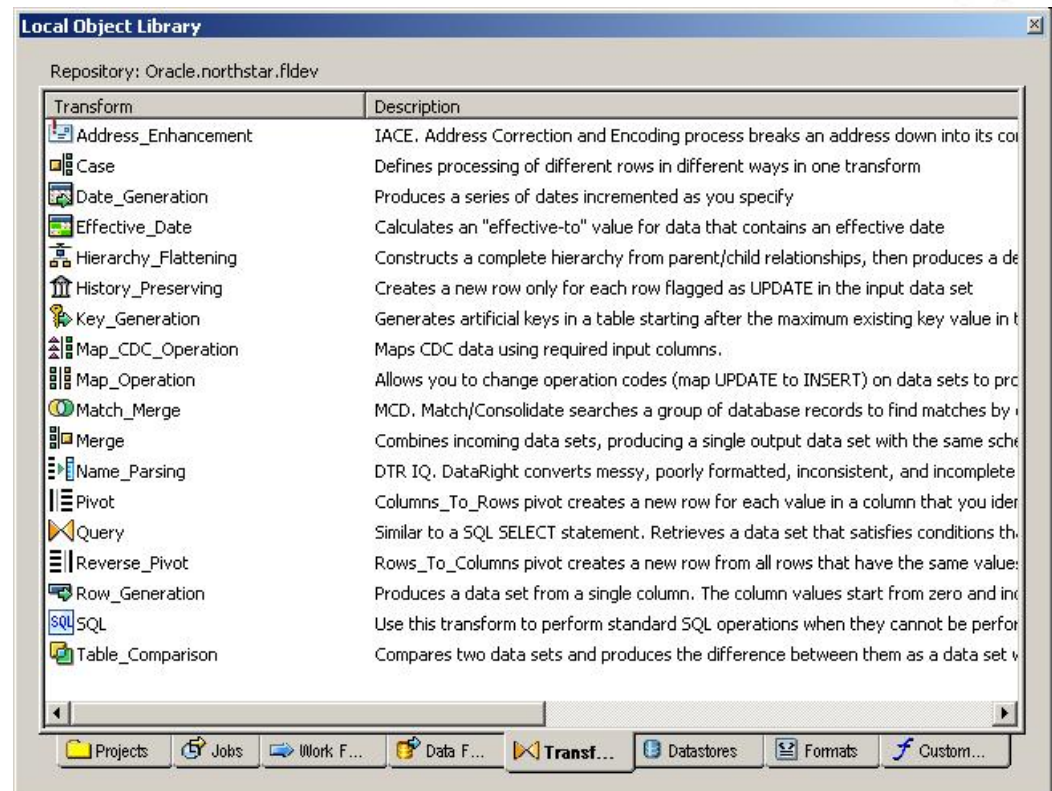 Local Object Library
Repository: Oracle.northstar.fldev
Transform Description
Address_Enhancement IACE. Address Correction and Encoding process breaks an address down into its co
Case Defines processing of different rows in different ways in one transform
Date_Generation Produces a series of dates incremented as you specify
Effective_Date Calculates an "effective-to" value for data that contains an effective date
Hierarchy_Flattening Constructs a complete hierarchy from parent/child relationships, then produces a de
History_Preserving Creates a new row only for each row flagged as UPDATE in the input data set
Key_Generation Generates artificial keys in a table starting after the maximum existing key value in t
Map_CDC_Operation Maps CDC data using required input columns.
Map_Operation Allows you to change operation codes (map UPDATE to INSERT) on data sets to pro
Match_Merge MCD. Match/Consolidate searches a group of database records to find matches by
Merge Combines incoming data sets, producing a single output data set with the same sche
Name_Parsing DTR IQ. DataRight converts messy, poorly formatted, inconsistent, and incomplete
Pivot Columns_To_Rows pivot creates a new row for each value in a column that you iden
Query Similar to a SQL SELECT statement. Retrieves a data set that satisfies conditions th
Reverse_Pivot Rows_To_Columns pivot creates a new row from all rows that have the same value
Row_Generation Produces a data set from a single column. The column values start from zero and in
SQL SQL Use this transform to perform standard SQL operations when they cannot be perfor
Table_Comparison Compares two data sets and produces the difference between them as a data set
Projects Jobs Work F... Data F... Transf... Datastores Formats Custom...